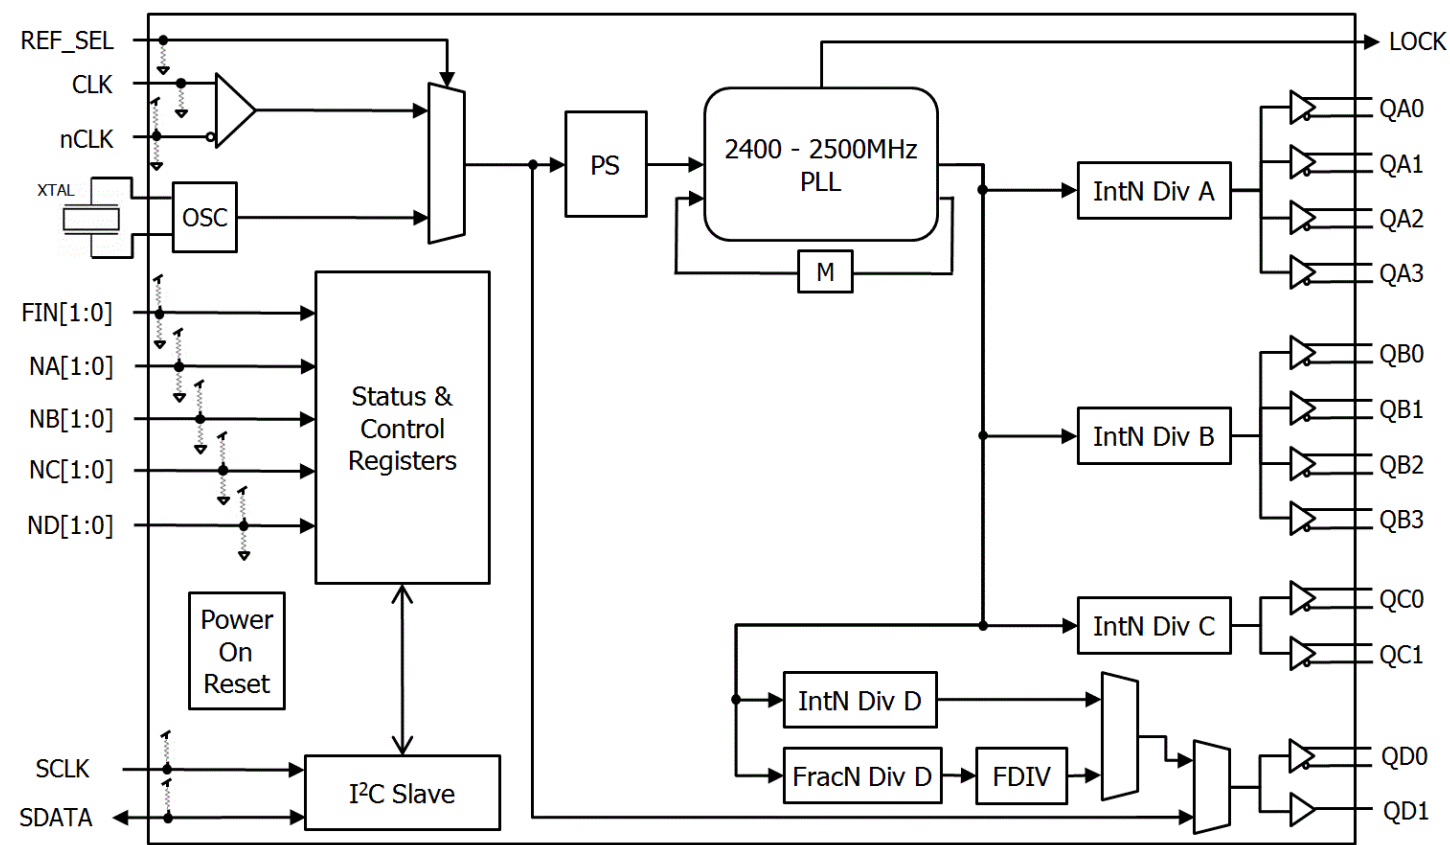 REF_SEL
CLK
nCLK
XTAL
OSC
PS
2400 - 2500MHz
PLL
M
LOCK
IntN Div A
QA0
QA1
QA2
QA3
FIN[1:0]
NA[1:0]
NB[1:0]
NC[1:0]
ND[1:0]
Status &
Control
Registers
IntN Div B
QB0
QB1
QB2
QB3
Power
On
Reset
IntN Div C
QC0
QC1
IntN Div D
FracN Div D
FDIV
QD0
QD1
SCLK
SDATA
I²C Slave